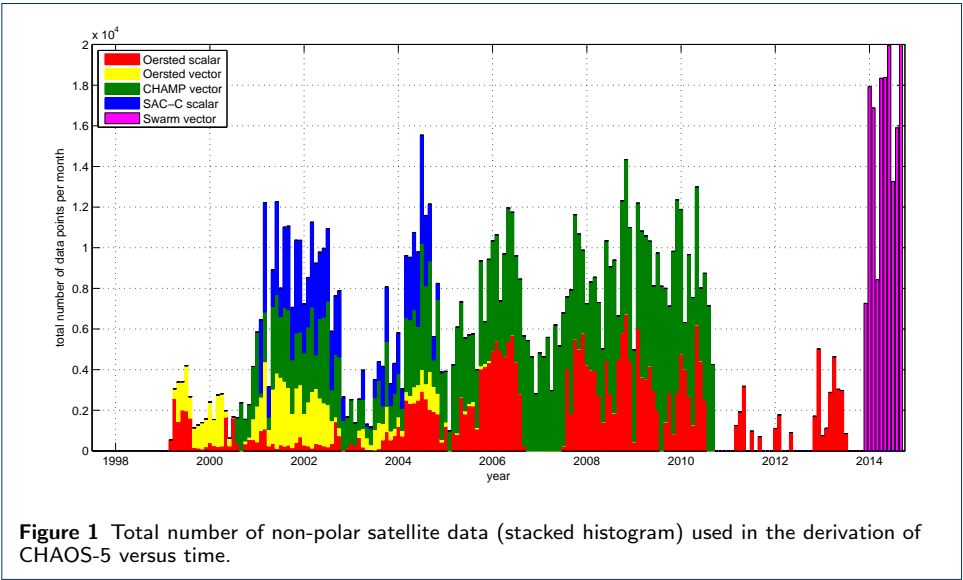 x 10⁴
2
1.8
1.6
1.4
1.2
1
0.8
0.6
0.4
0.2
0
total number of data points per month
Oersted scalar
Oersted vector
CHAMP vector
SAC−C scalar
Swarm vector
1998 2000 2002 2004 2006 2008 2010 2012 2014
year
Figure 1 Total number of non-polar satellite data (stacked histogram) used in the derivation of
CHAOS-5 versus time.